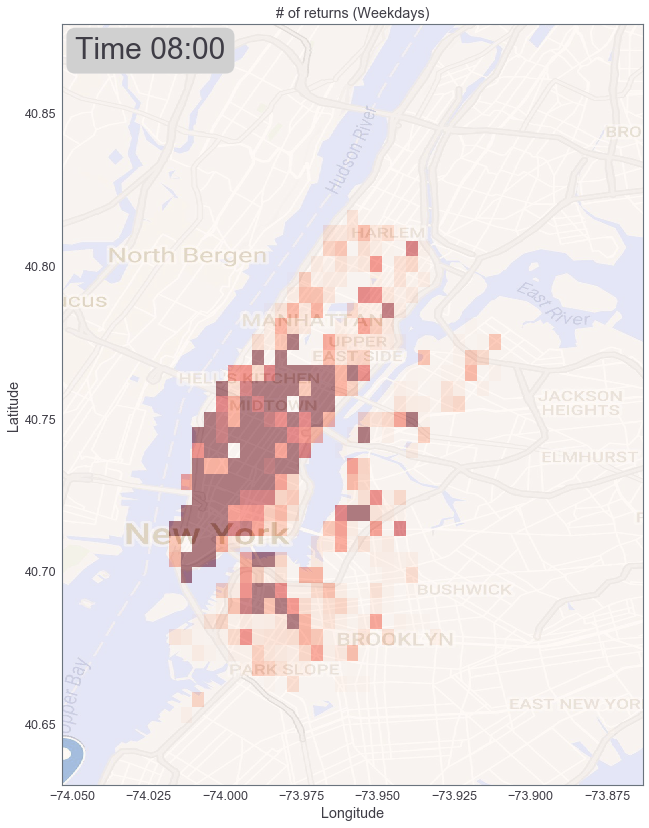 # of returns (Weekdays)
Time 08:00
40.85
BRO
Hudson River
HARLEM
North Bergen
40.80
East River
MANHATTAN
UPPER
EAST SIDE
HELL'S KITCHEN
MIDTOWN
JACKSON
HEIGHTS
40.75
Latitude
ELMHURST
New York
40.70
BUSHWICK
BROOKLYN
PARK SLOPE
pper Bay
EAST NEW YOR
40.65
−74.050 −74.025 −74.000 −73.975 −73.950 −73.925 −73.900 −73.875
Longitude